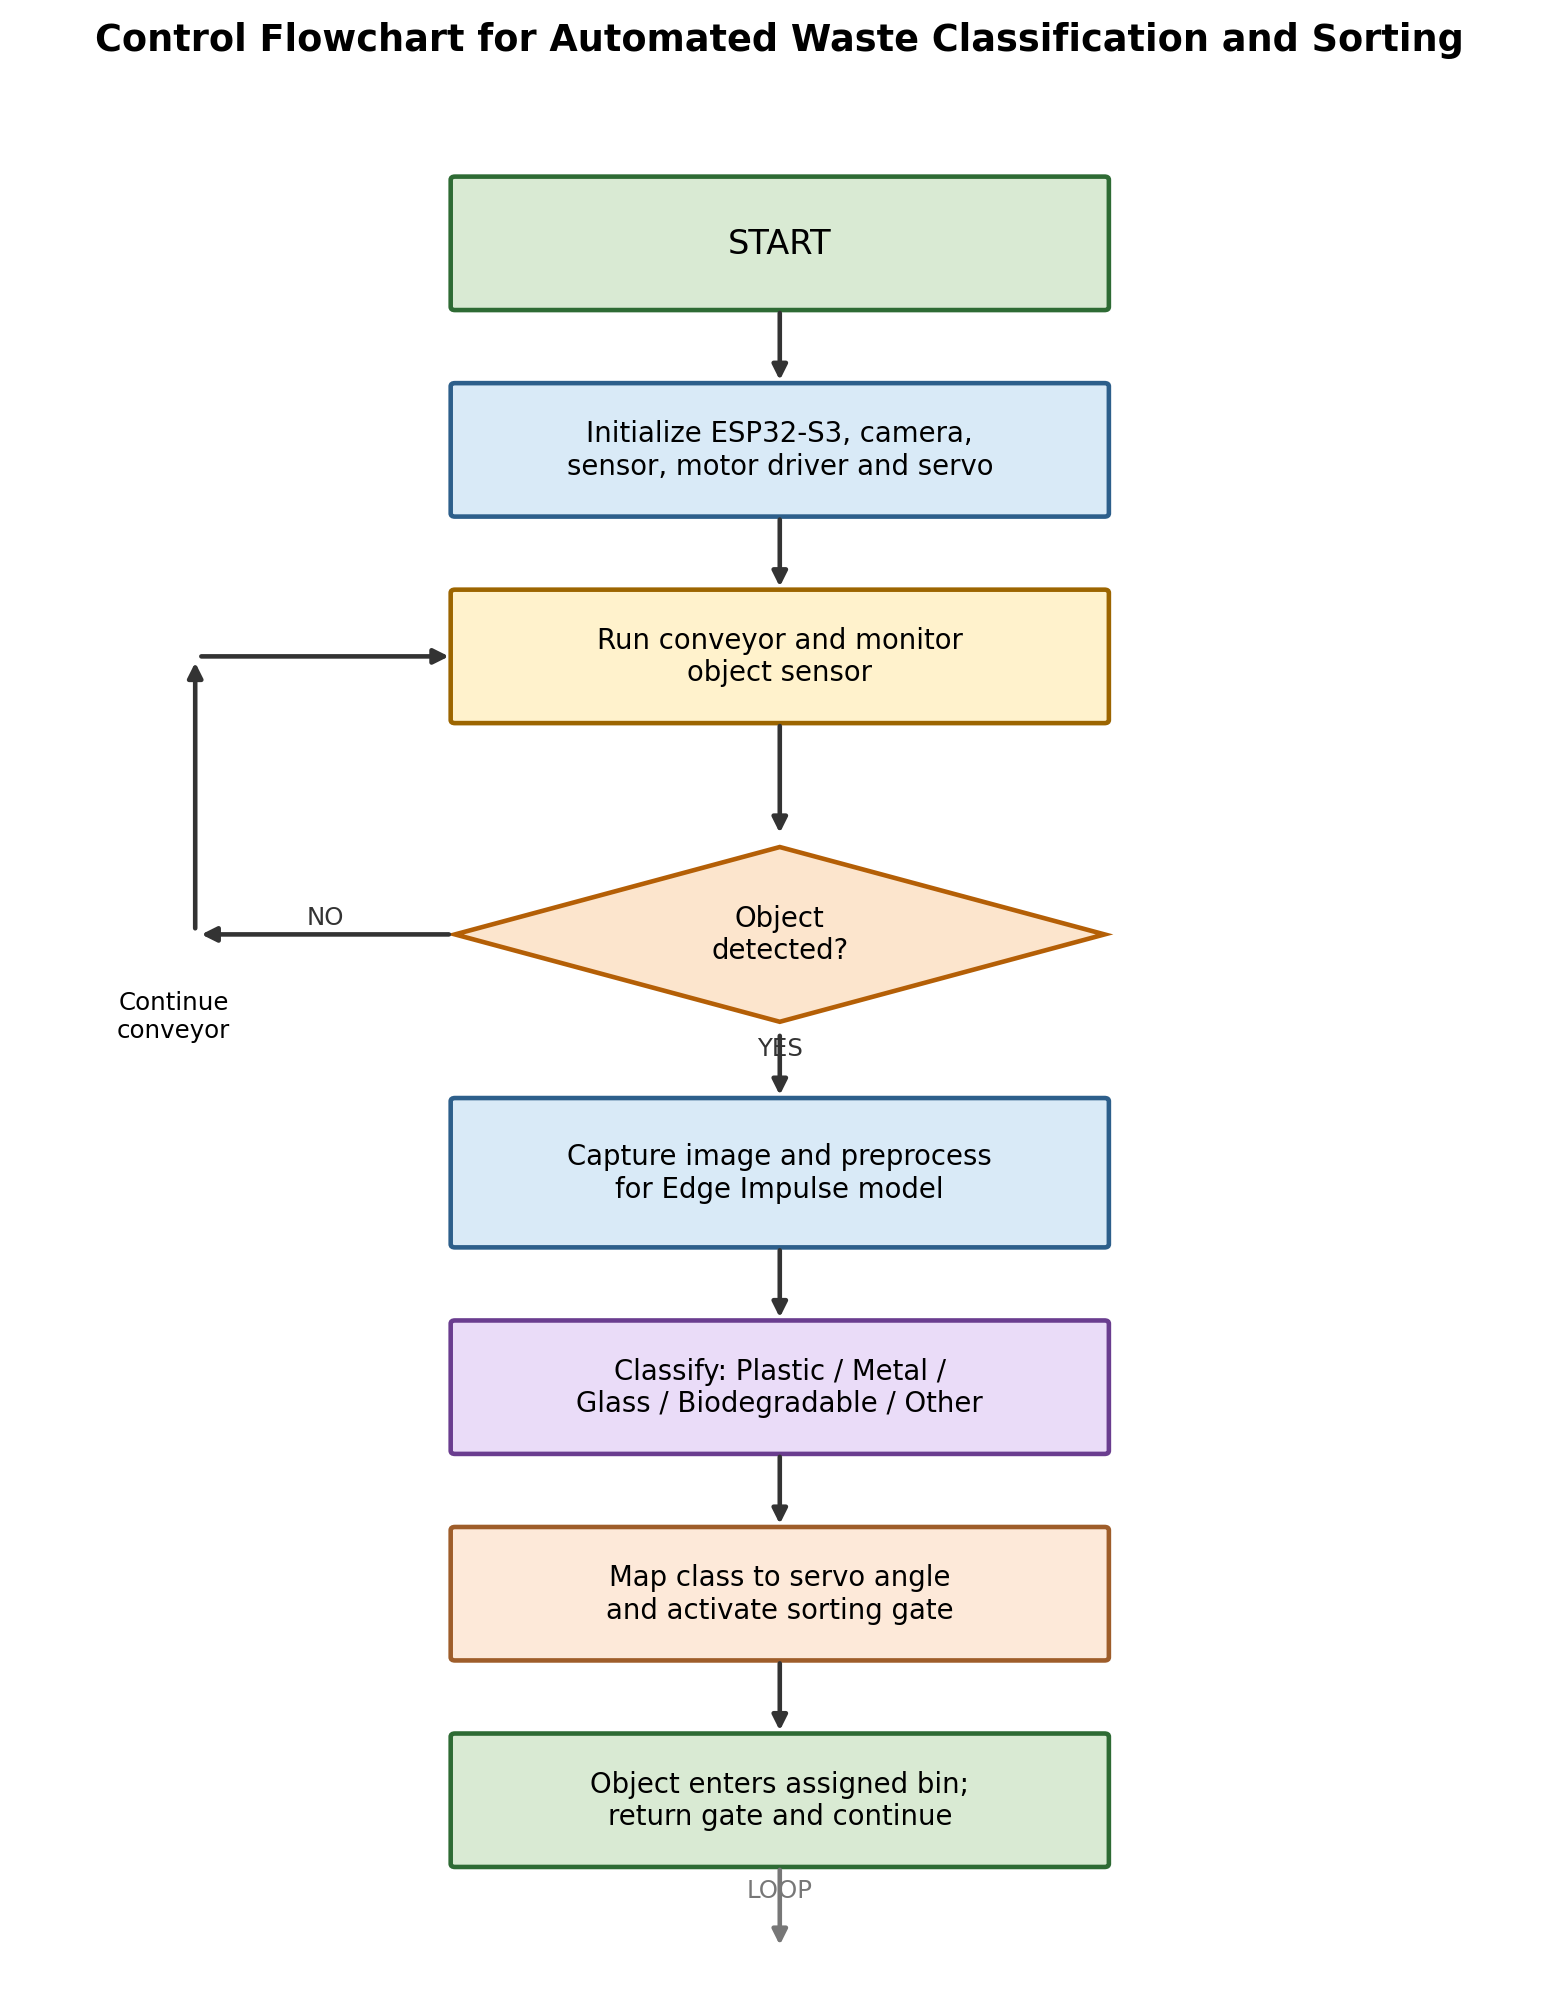 Control Flowchart for Automated Waste Classification and Sorting
START
Initialize ESP32-S3, camera,
sensor, motor driver and servo
Run conveyor and monitor
object sensor
Object
detected?
NO
Continue
conveyor
YES
Capture image and preprocess
for Edge Impulse model
Classify: Plastic / Metal /
Glass / Biodegradable / Other
Map class to servo angle
and activate sorting gate
Object enters assigned bin;
return gate and continue
LOOP